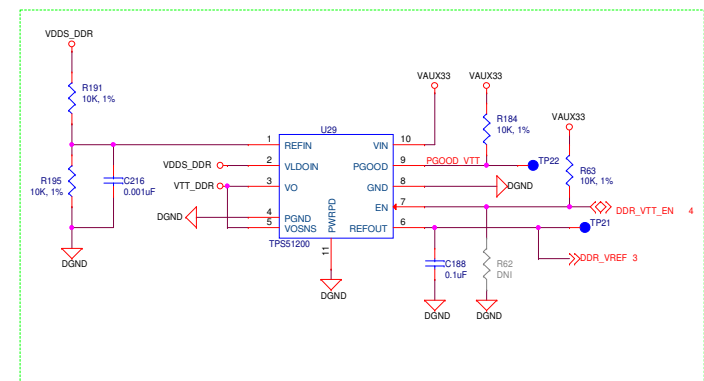 VDDS_DDR
R191
10K, 1%
R195
10K, 1%
C216
0.001uF
DGND
VDDS_DDR
VTT_DDR
DGND
U29
1
REFIN
2
VLDOIN
3
VO
4
PGND
5
VOSNS
PWRPD
11
TPS51200
DGND
VIN
10
PGOOD
9
GND
8
EN
7
REFOUT
6
VAUX33
VAUX33
R184
10K, 1%
PGOOD_VTT
TP22
VAUX33
R63
10K, 1%
DGND
DDR_VTT_EN 4
TP21
DDR_VREF 3
C188
0.1uF
DGND
R62
DNI
DGND